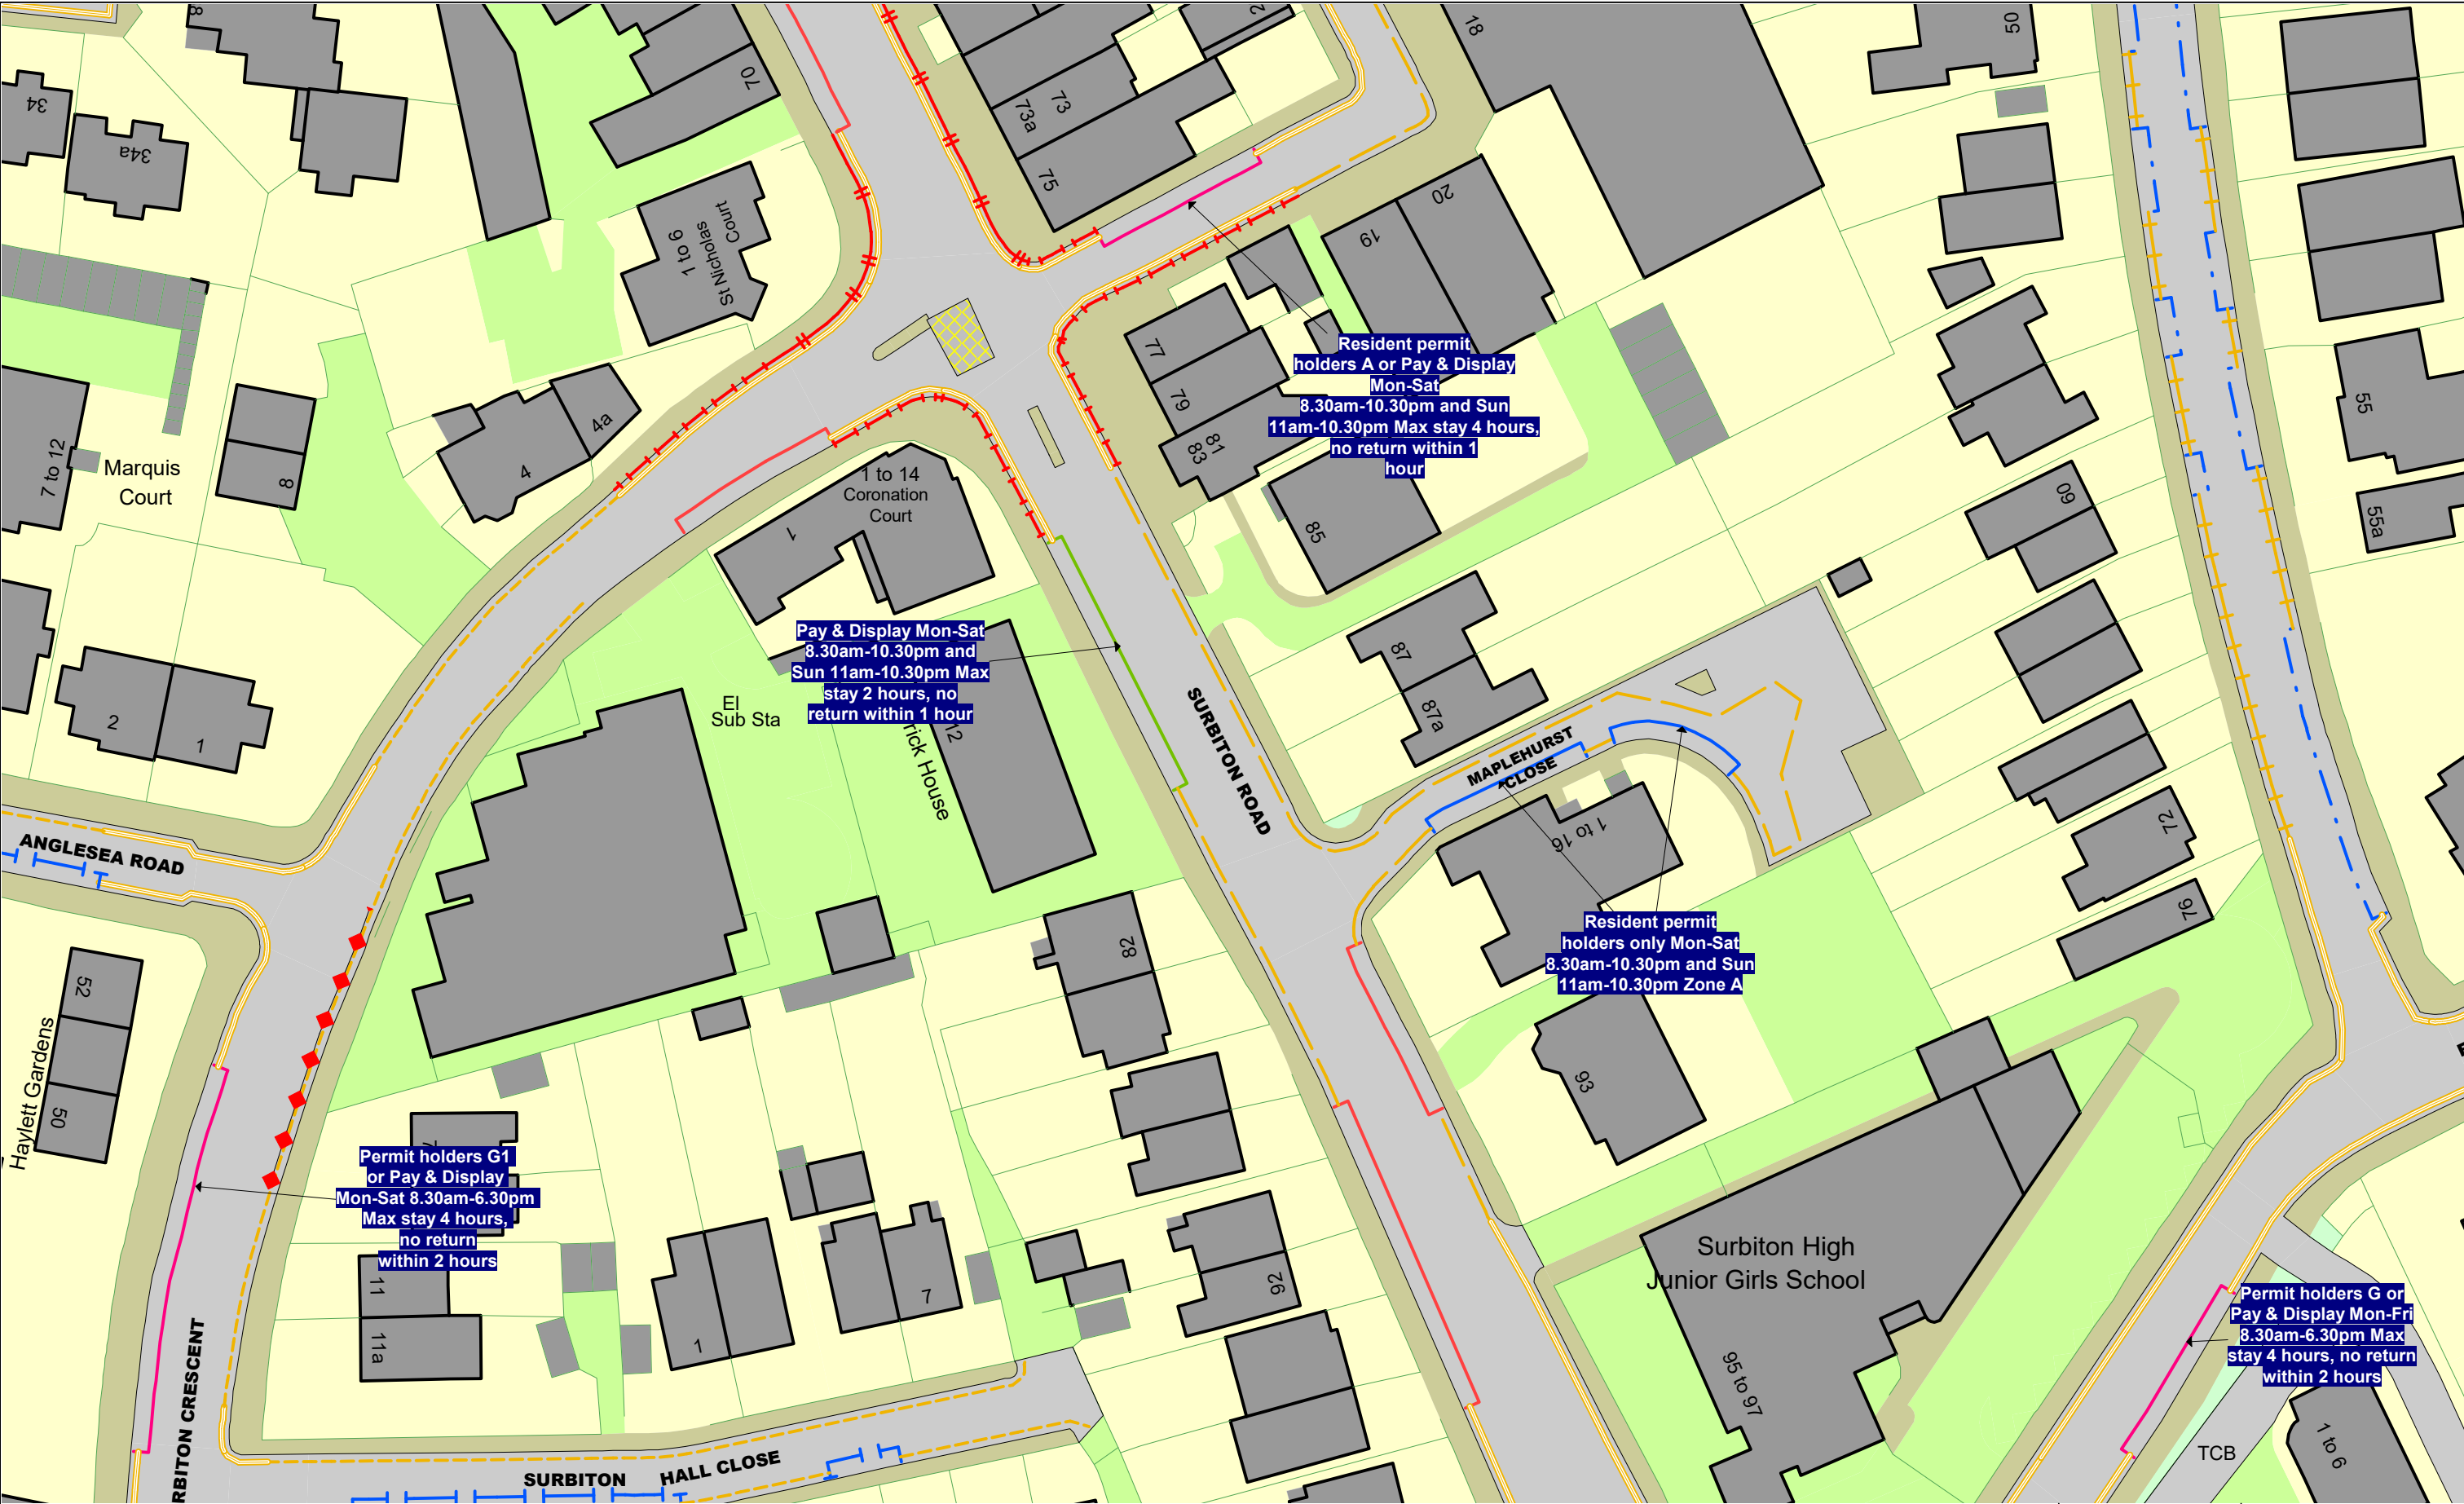 8
70
2
73
73a
75
18
50
34
34a
1 to 6
St Nicholas
Court
20
19
77
79
81
83
85
Resident permit
holders A or Pay & Display
Mon-Sat
8.30am-10.30pm and Sun
11am-10.30pm Max stay 4 hours,
no return within 1
hour
55
55a
60
4a
4
8
7 to 12
Marquis
Court
1 to 14
Coronation
Court
1
Pay & Display Mon-Sat
8.30am-10.30pm and
Sun 11am-10.30pm Max
stay 2 hours, no
return within 1 hour
El
Sub Sta
12
rick House
SURBITON ROAD
87
87a
MAPLEHURST
CLOSE
1 to 16
72
76
2
1
ANGLESEA ROAD
Resident permit
holders only Mon-Sat
8.30am-10.30pm and Sun
11am-10.30pm Zone A
82
93
52
50
Haylett Gardens
7
Permit holders G1
or Pay & Display
Mon-Sat 8.30am-6.30pm
Max stay 4 hours,
no return
within 2 hours
11
11a
1
7
92
Surbiton High
Junior Girls School
95 to 97
Permit holders G or
Pay & Display Mon-Fri
8.30am-6.30pm Max
stay 4 hours, no return
within 2 hours
1 to 6
TCB
RBITON CRESCENT
SURBITON HALL CLOSE